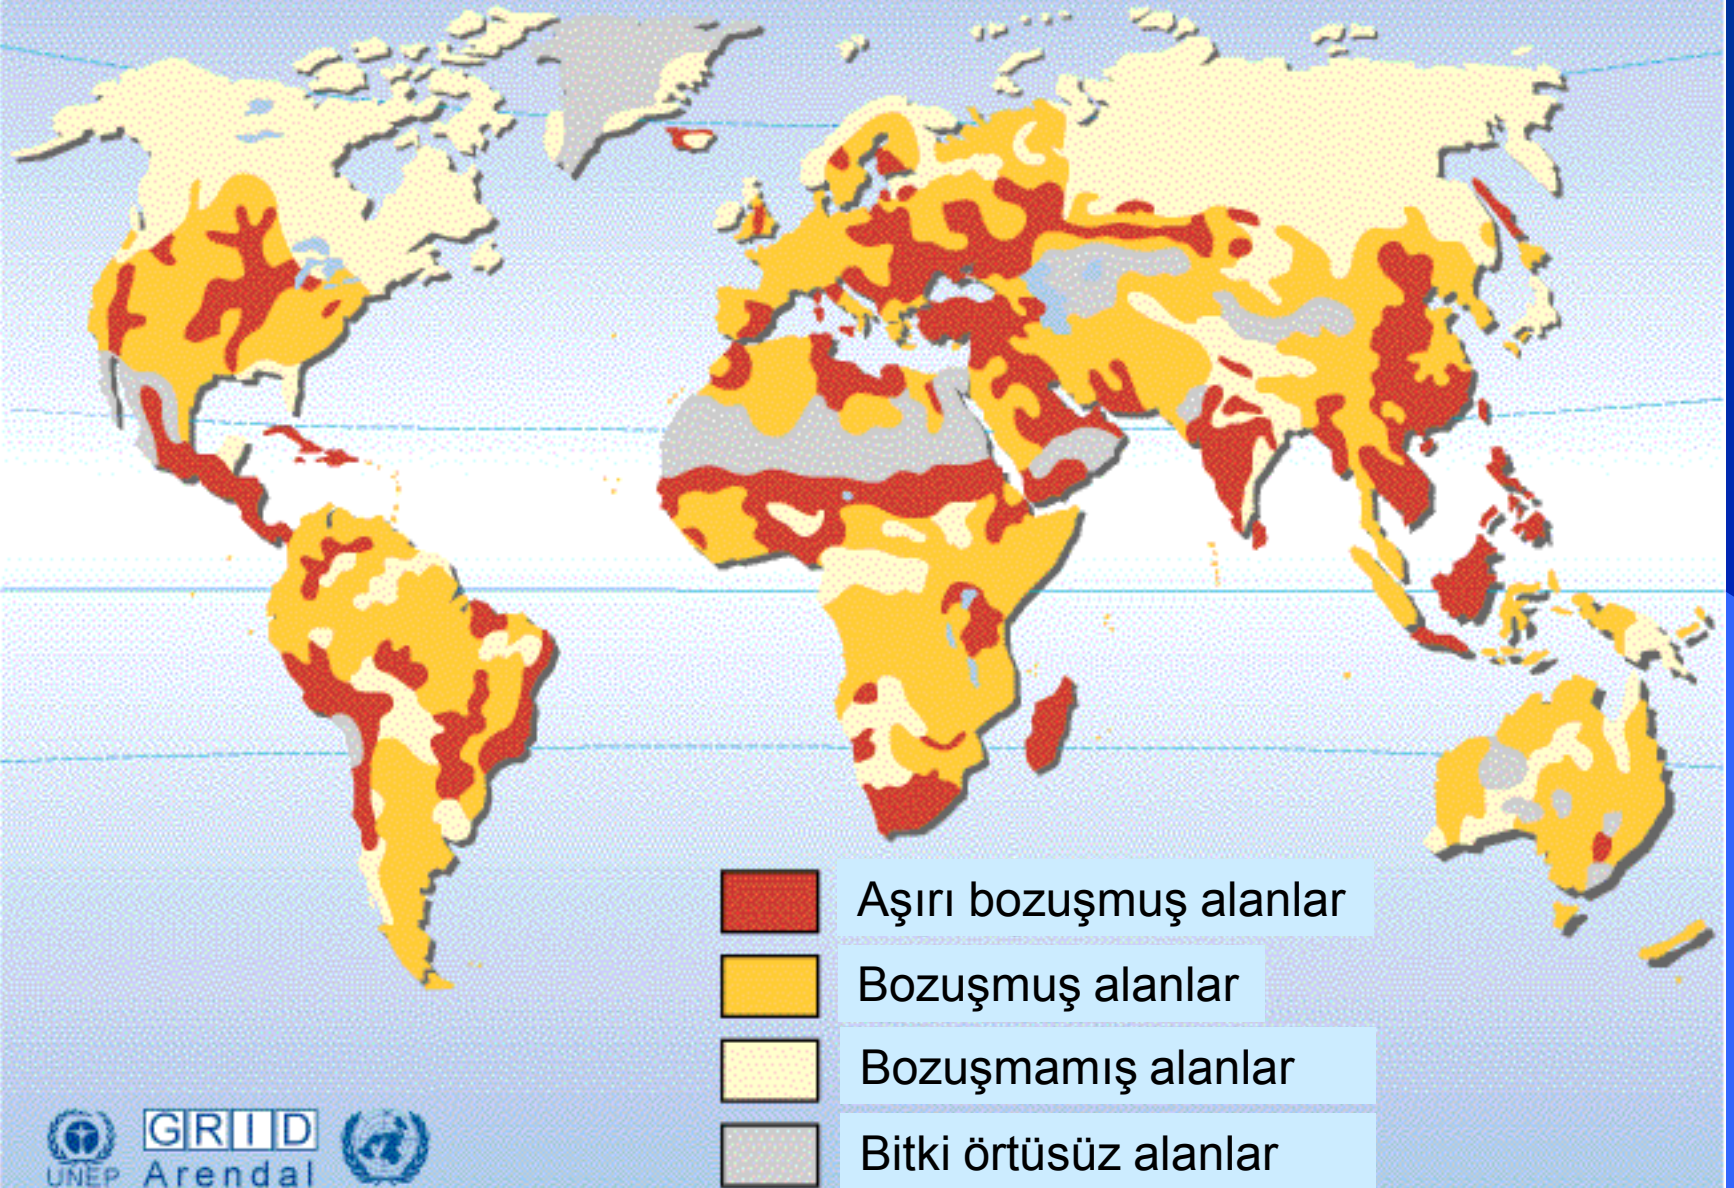 Aşırı bozuşmuş alanlar
Bozuşmuş alanlar
Bozuşmamış alanlar
Bitki örtüsüz alanlar
UNEP
GRID
Arendal